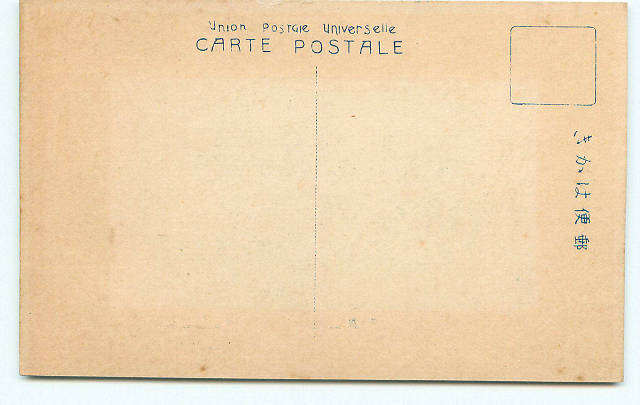 Union Postale Universelle
CARTE POSTALE
郵便はかき